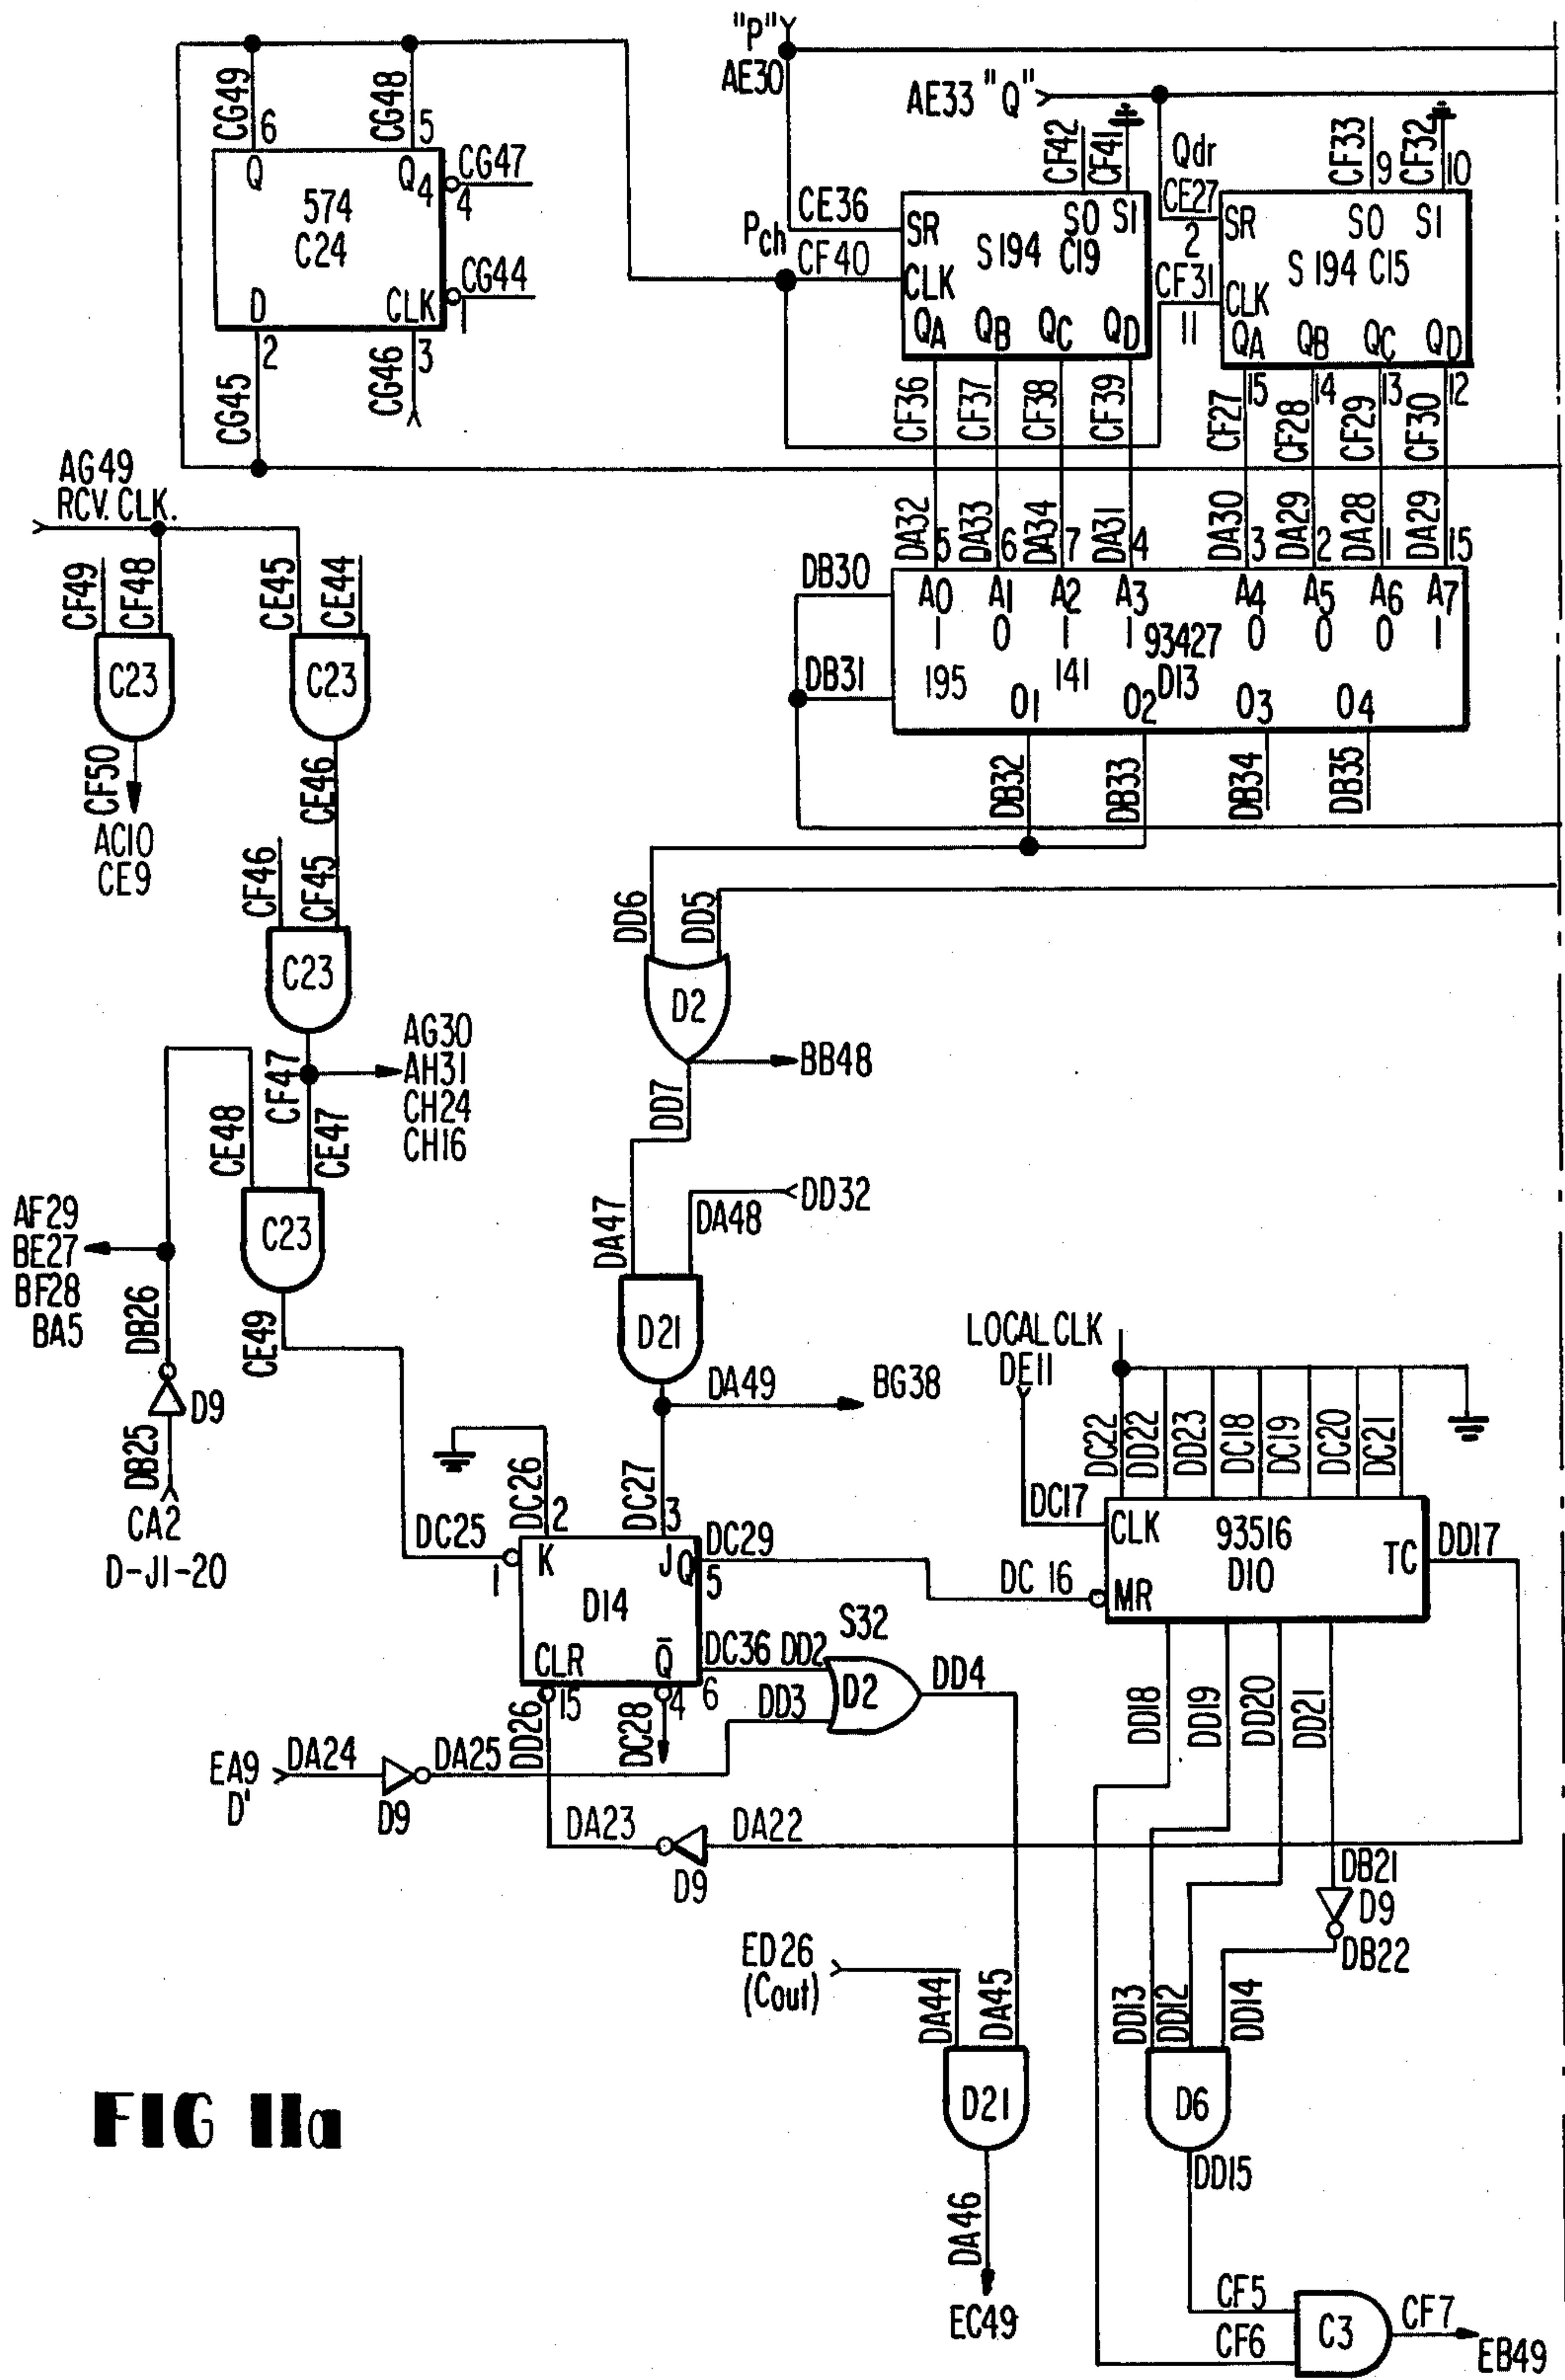 "P"
AE30
AE33 "Q"
CG49
6
CG48
5
Q
Q
4
CG47
4
574
C24
CG44
1
D
CLK
2
3
CG45
CG46
CF42
CF41
Qdr
CE27
2
CF33
9
CF32
10
CE36
Pch
CF40
SR
S0
S1
S194
C19
CLK
QA
QB
QC
QD
CF31
11
SR
S0
S1
S194 C15
CLK
QA
QB
QC
QD
CF36
CF37
CF38
CF39
15
14
13
12
CF27
CF28
CF29
CF30
AG49
RCV. CLK.
DA32
5
DA33
6
DA34
7
DA31
4
DA30
3
DA29
2
DA28
1
DA29
15
CF49
CF48
CE45
CE44
DB30
A0
A1
A2
A3
A4
A5
A6
A7
1
0
1
1
0
0
0
1
93427
D13
DB31
195
141
O1
O2
O3
O4
C23
C23
CF50
CE46
DB32
DB33
DB34
DB35
AC10
CE9
CF46
CF45
DD6
DD5
C23
D2
AG30
AH31
CH24
CH16
CF47
BB48
DD7
CE48
CE47
DD32
DA48
DA47
AF29
BE27
BF28
BA5
C23
DB26
CE49
D21
LOCAL CLK
DE11
D9
DB25
DA49
BG38
DC22
DD22
DD23
DC18
DC19
DC20
DC21
CA2
D-J1-20
DC26
2
DC27
3
DC25
1
DC29
5
DC17
CLK
93516
D10
TC
DD17
K
J
Q
D14
DC 16
MR
CLR
Q̅
S32
DC36
DD2
6
D2
DD4
DD3
DD26
15
DC28
4
DD18
DD19
DD20
DD21
EA9
D'
DA24
D9
DA25
DA23
D9
DA22
DB21
D9
DB22
ED26
(Cout)
DA44
DA45
DD13
DD12
DD14
D21
D6
FIG 11a
DD15
DA46
EC49
CF5
CF6
C3
CF7
EB49